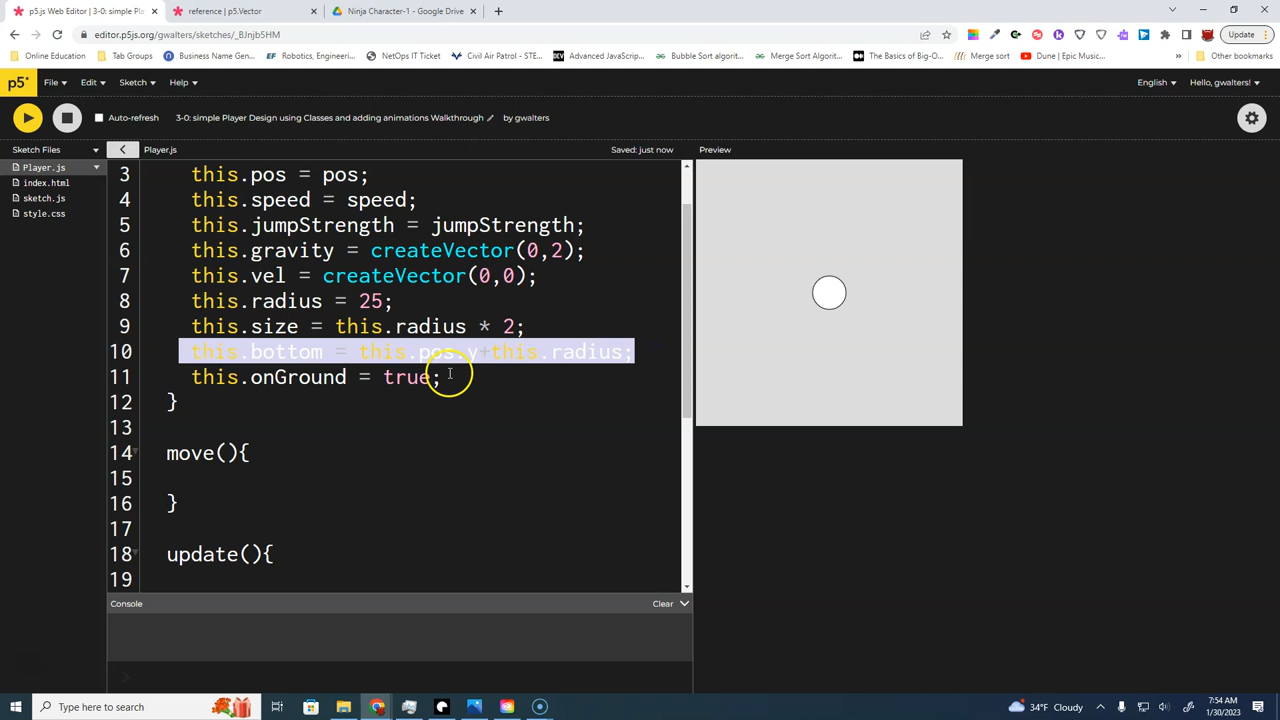 p5.js Web Editor | 3-0: simple Pla
reference | p5.Vector
Ninja Character-1 - Google Drive
editor.p5js.org/gwalters/sketches/_BJnjb5HM
Update
Online Education
Tab Groups
Business Name Gener...
Robotics Engineerin...
NetOps IT Ticket
Civil Air Patrol - STE...
Advanced JavaScrip...
Bubble Sort algorit...
Merge Sort Algorit...
The Basics of Big-O...
Merge sort
Dune | Epic Music...
Other bookmarks
p5*
File
Edit
Sketch
Help
English
Hello, gwalters!
Auto-refresh
3-0: simple Player Design using Classes and adding animations Walkthrough
by gwalters
Sketch Files
Player.js
Saved: just now
Preview
Player.js
index.html
sketch.js
style.css
3 this.pos = pos;
4 this.speed = speed;
5 this.jumpStrength = jumpStrength;
6 this.gravity = createVector(0,2);
7 this.vel = createVector(0,0);
8 this.radius = 25;
9 this.size = this.radius * 2;
10 this.bottom = this.pos.y+this.radius;
11 this.onGround = true;
12 }
13
14 move(){
15
16 }
17
18 update(){
19
Console
Clear
>
Type here to search
34°F Cloudy
7:54 AM
1/30/2023